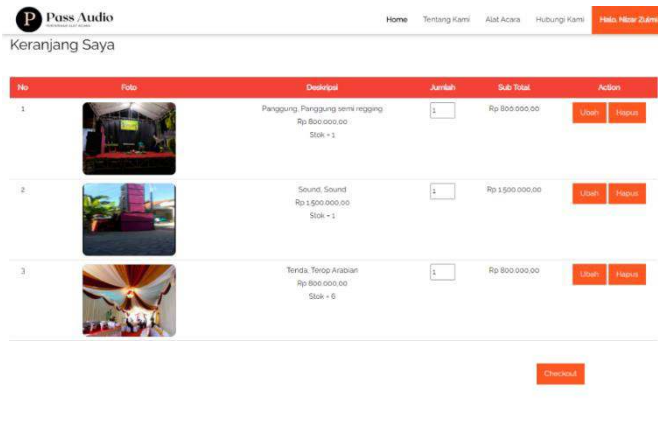 P Pass Audio
Home Tentang Kami Alat Acara Hubungi Kami Halo, Nizar Zulmi
Keranjang Saya
No Foto Deskripsi Jumlah Sub Total Action
1 Panggung, Panggung semi regging 1 Rp 800.000,00 Ubah Hapus
Rp 800.000,00
Stok = 1
2 Sound, Sound 1 Rp 1.500.000,00 Ubah Hapus
Rp 1.500.000,00
Stok = 1
3 Tenda, Terop Arabian 1 Rp 800.000,00 Ubah Hapus
Rp 800.000,00
Stok = 6
Checkout